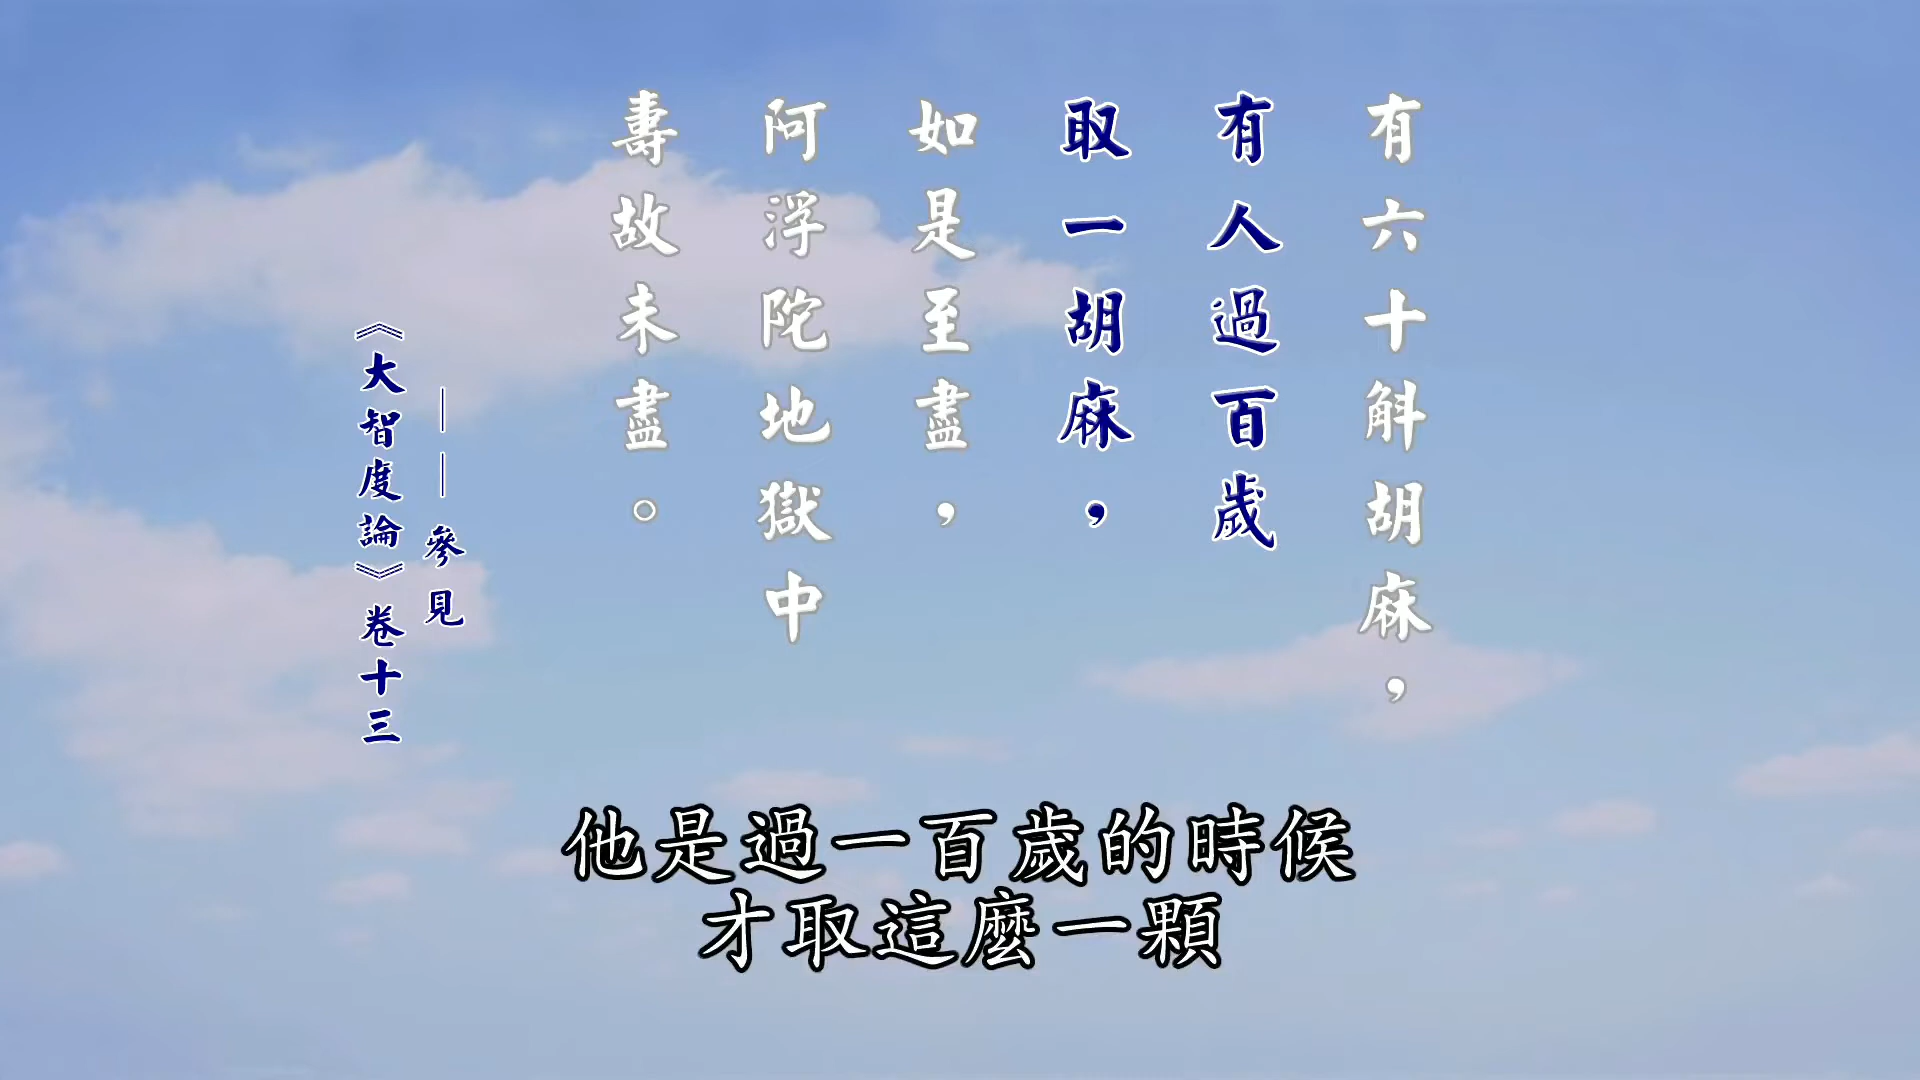 有六十斛胡麻，
有人過百歲
取一胡麻，
如是至盡，
阿浮陀地獄中
壽故未盡。
──參見
《大智度論》卷十三
他是過一百歲的時候
才取這麼一顆